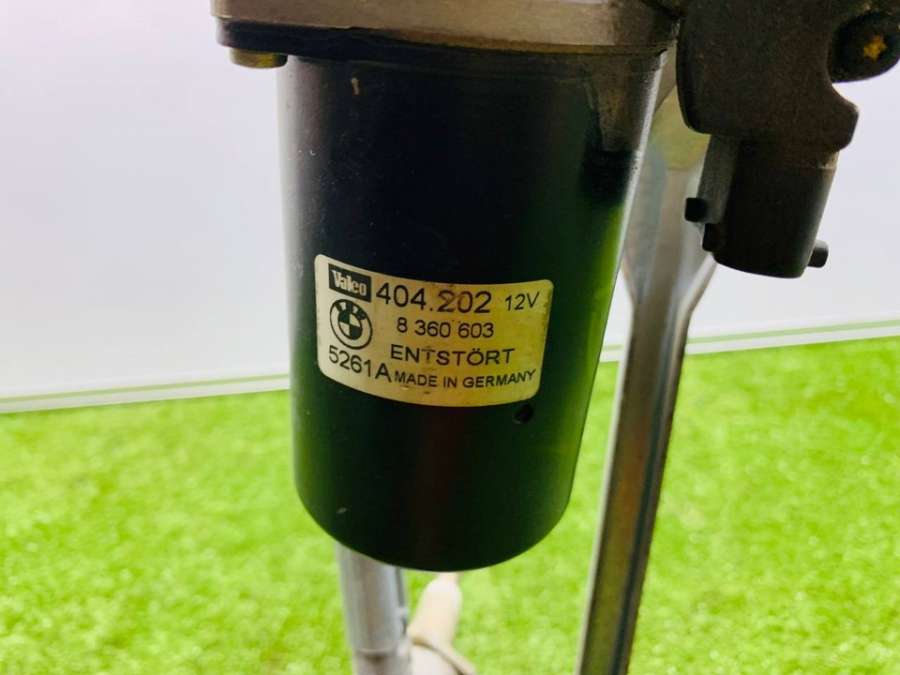 Valeo 404.202 12V
8 360 603
ENTSTÖRT
5261A MADE IN GERMANY